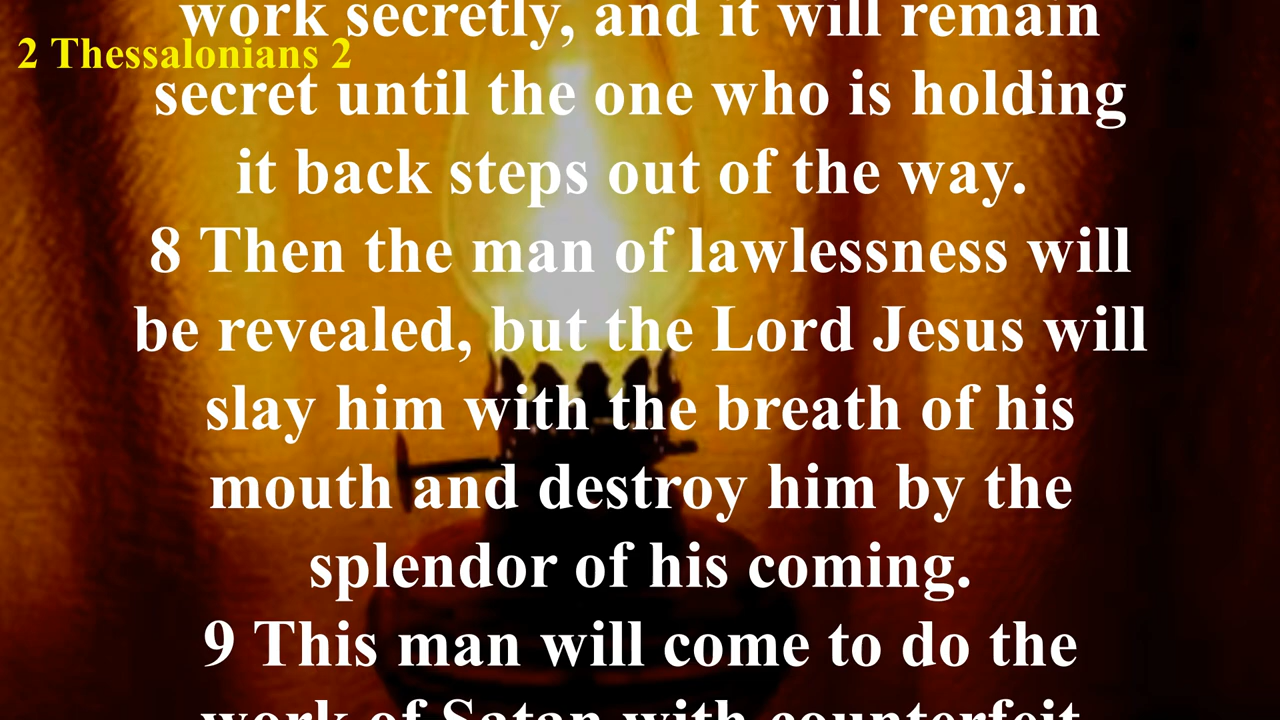 work secretly, and it will remain
2 Thessalonians 2
secret until the one who is holding
it back steps out of the way.
8 Then the man of lawlessness will
be revealed, but the Lord Jesus will
slay him with the breath of his
mouth and destroy him by the
splendor of his coming.
9 This man will come to do the
work of Satan with counterfeit